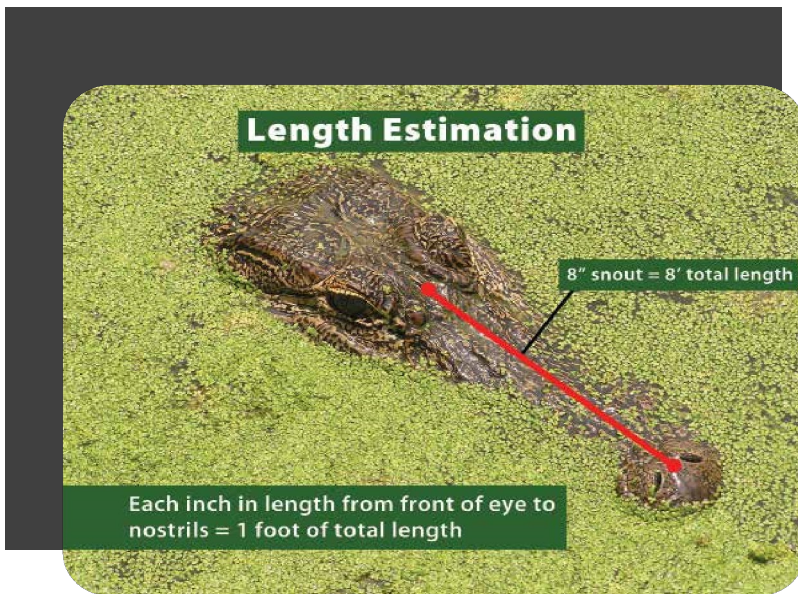 Length Estimation
8” snout = 8’ total length
Each inch in length from front of eye to
nostrils = 1 foot of total length